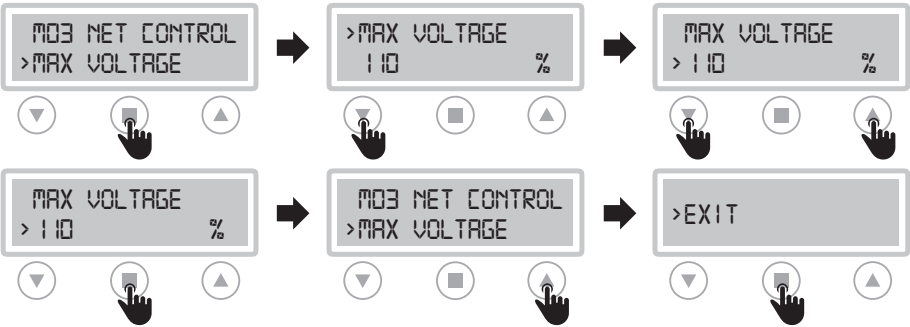 MD3 NET CONTROL
>MAX VOLTAGE
>MAX VOLTAGE
110 %
MAX VOLTAGE
>110 %
MAX VOLTAGE
>110 %
MD3 NET CONTROL
>MAX VOLTAGE
>EXIT